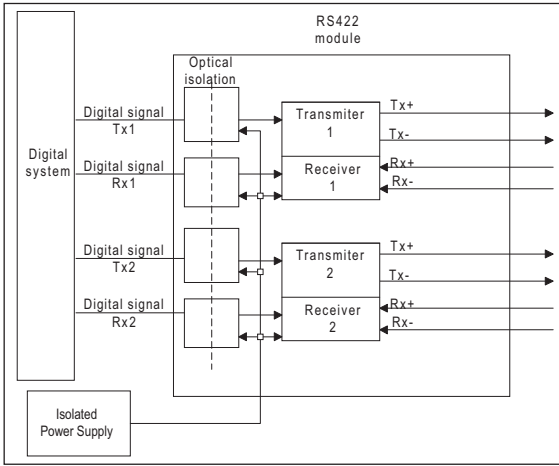 RS422
module
Optical
isolation
Digital
system
Digital signal
Tx1
Digital signal
Rx1
Digital signal
Tx2
Digital signal
Rx2
Transmiter
1
Receiver
1
Tx+
Tx-
Rx+
Rx-
Transmiter
2
Receiver
2
Tx+
Tx-
Rx+
Rx-
Isolated
Power Supply